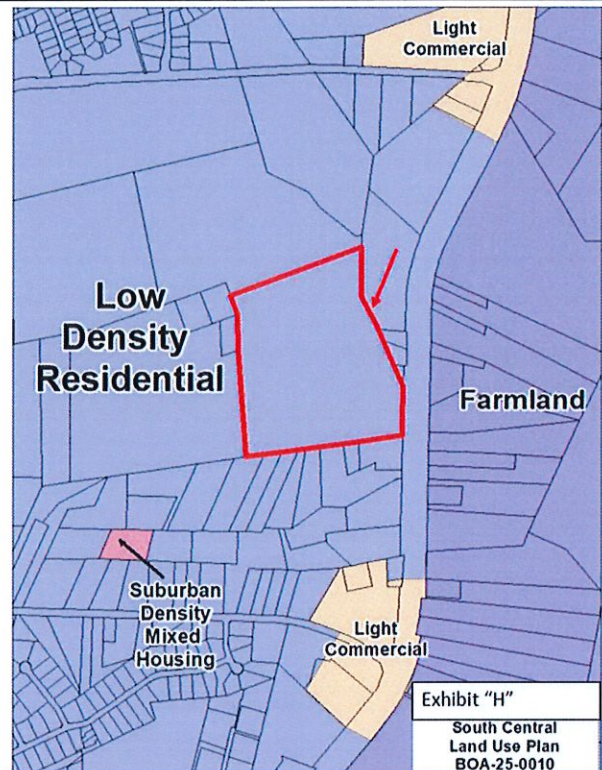 Light
Commercial
Low
Density
Residential
Farmland
Suburban
Density
Mixed
Housing
Light
Commercial
Exhibit "H"
South Central
Land Use Plan
BOA-25-0010